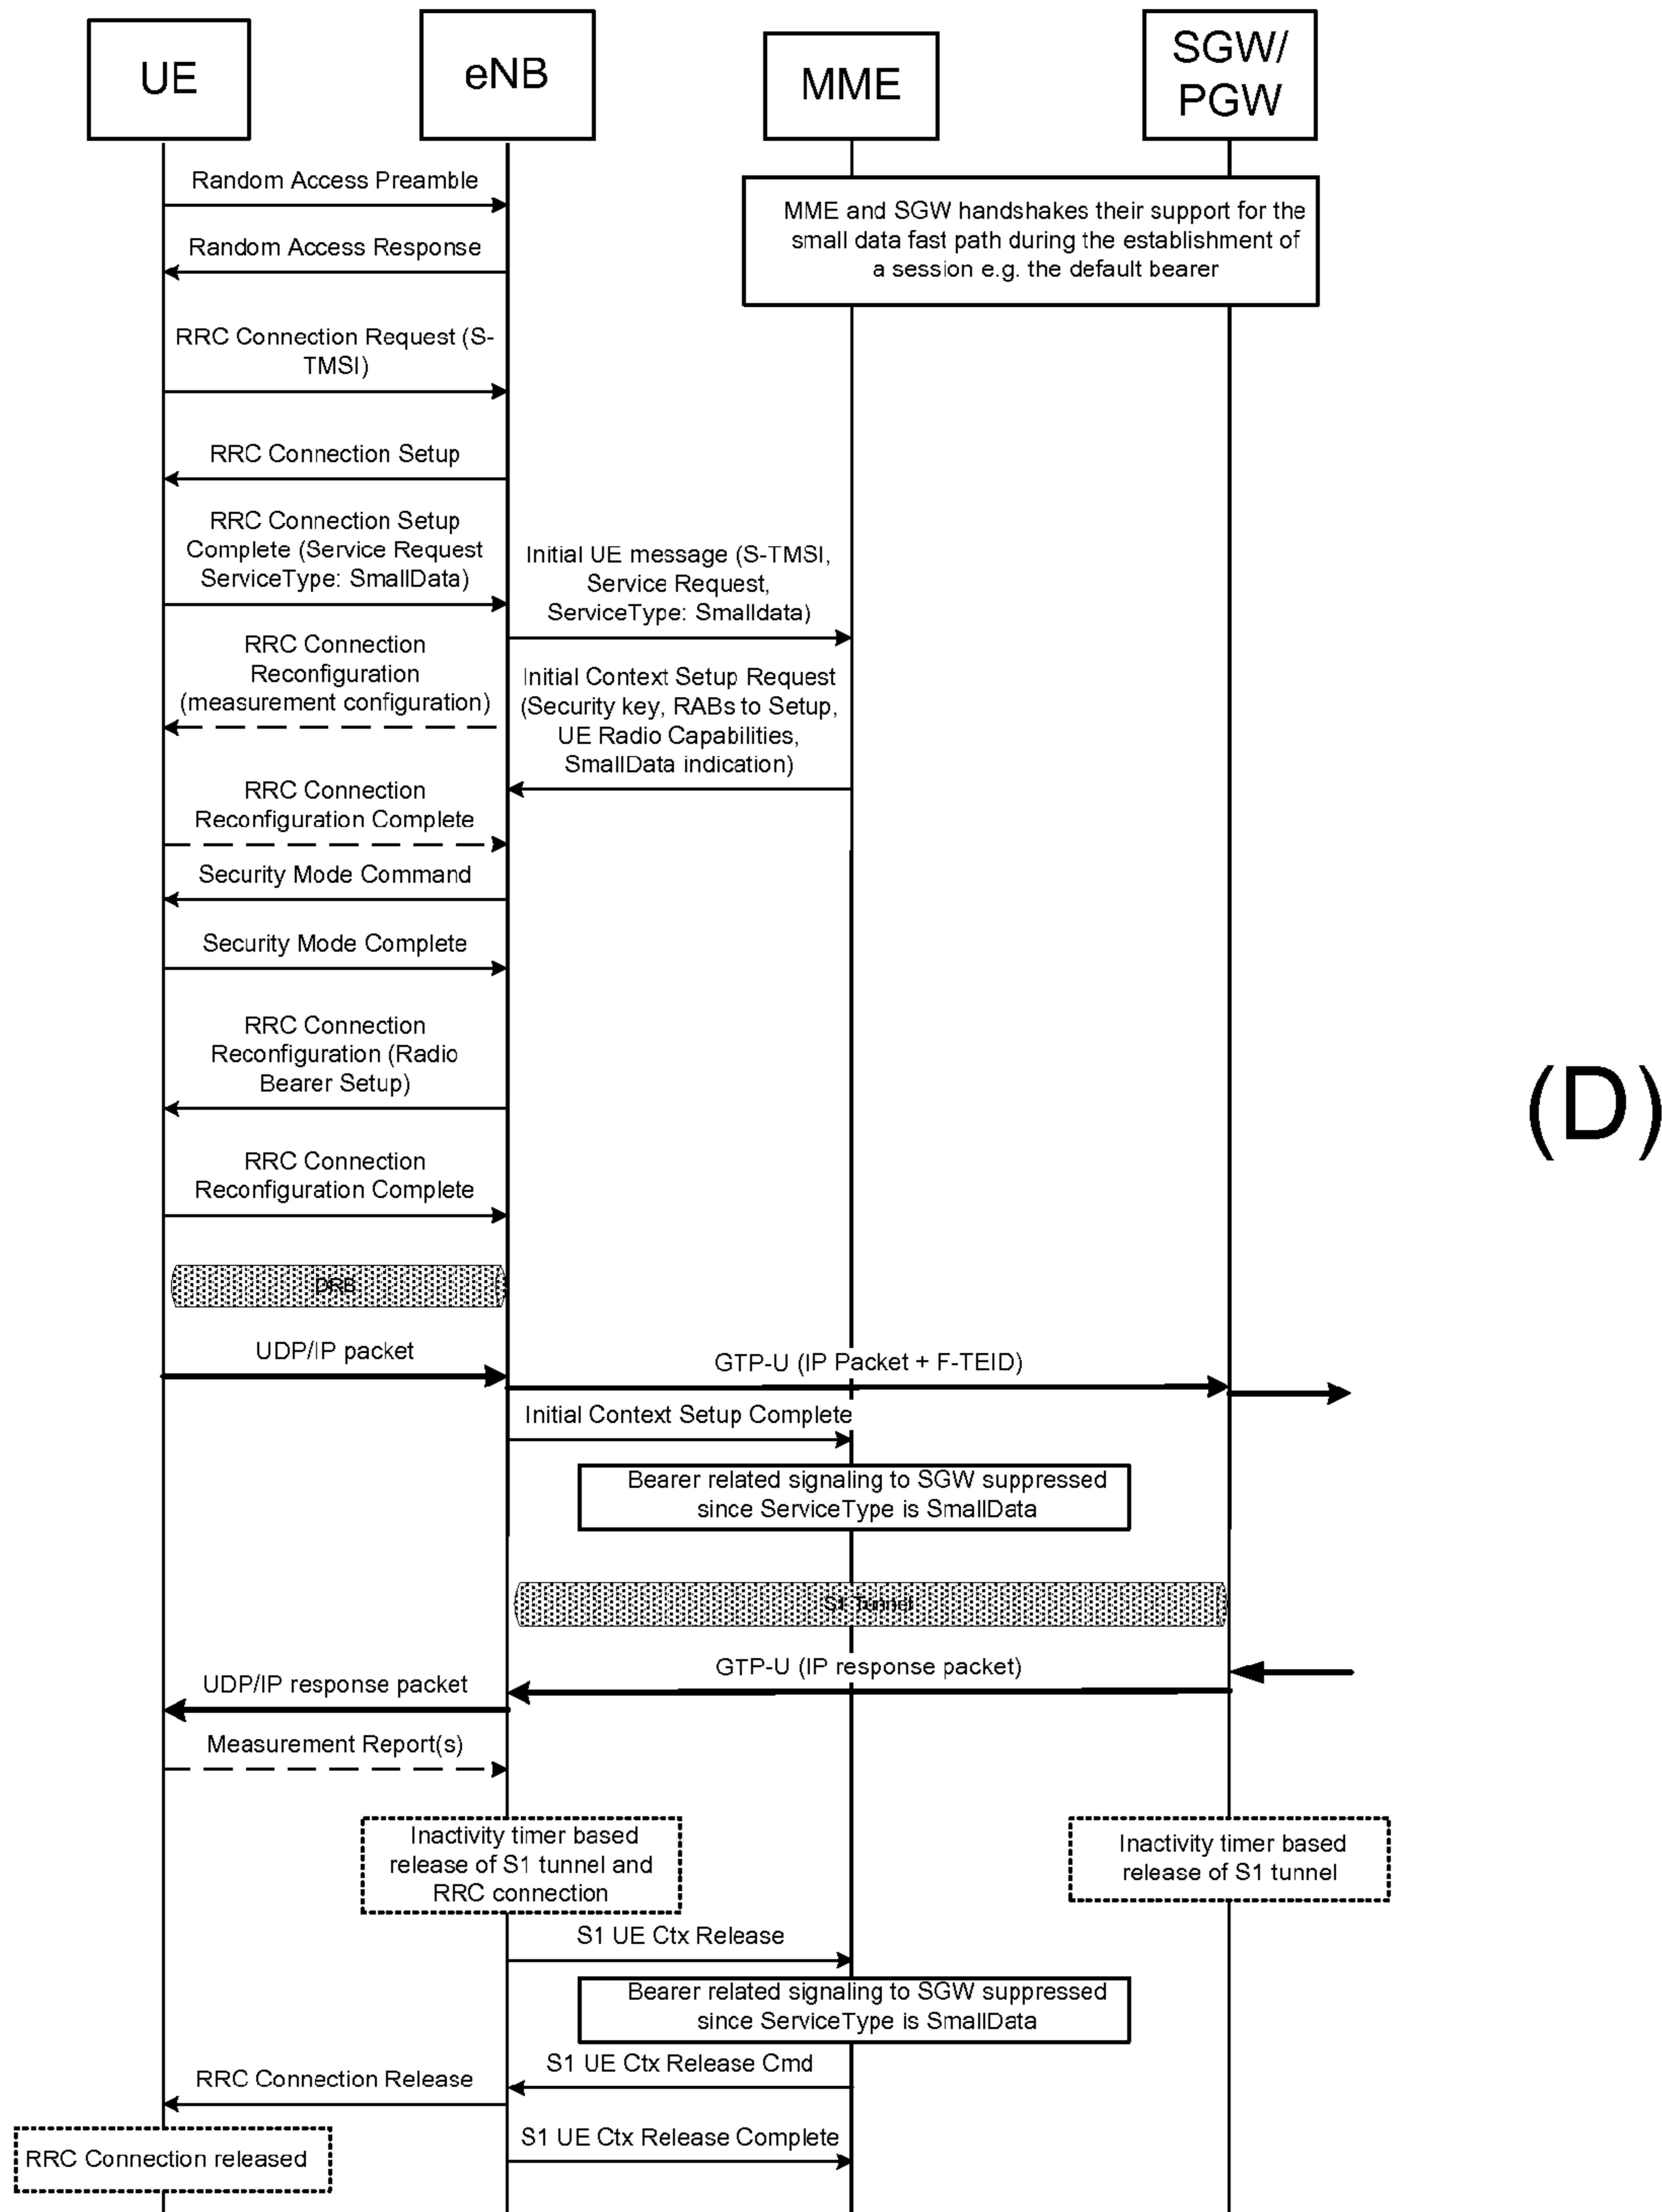 UE
eNB
MME
SGW/
PGW
Random Access Preamble
MME and SGW handshakes their support for the
small data fast path during the establishment of
a session e.g. the default bearer
Random Access Response
RRC Connection Request (S-
TMSI)
RRC Connection Setup
RRC Connection Setup
Complete (Service Request
ServiceType: SmallData)
Initial UE message (S-TMSI,
Service Request,
ServiceType: Smalldata)
RRC Connection
Reconfiguration
(measurement configuration)
Initial Context Setup Request
(Security key, RABs to Setup,
UE Radio Capabilities,
SmallData indication)
RRC Connection
Reconfiguration Complete
Security Mode Command
Security Mode Complete
RRC Connection
Reconfiguration (Radio
Bearer Setup)
(D)
RRC Connection
Reconfiguration Complete
DRB
UDP/IP packet
GTP-U (IP Packet + F-TEID)
Initial Context Setup Complete
Bearer related signaling to SGW suppressed
since ServiceType is SmallData
S1 Tunnel
GTP-U (IP response packet)
UDP/IP response packet
Measurement Report(s)
Inactivity timer based
release of S1 tunnel and
RRC connection
Inactivity timer based
release of S1 tunnel
S1 UE Ctx Release
Bearer related signaling to SGW suppressed
since ServiceType is SmallData
S1 UE Ctx Release Cmd
RRC Connection Release
S1 UE Ctx Release Complete
RRC Connection released